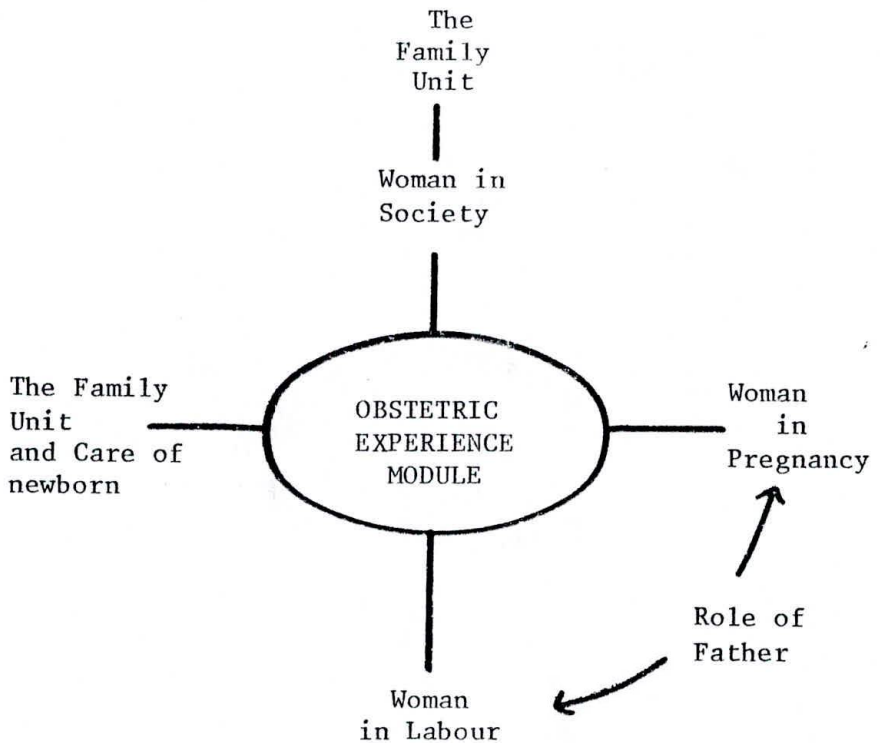 The
Family
Unit
Woman in
Society
The Family
Unit
and Care of
newborn
OBSTETRIC
EXPERIENCE
MODULE
Woman
in
Pregnancy
Role of
Father
Woman
in Labour